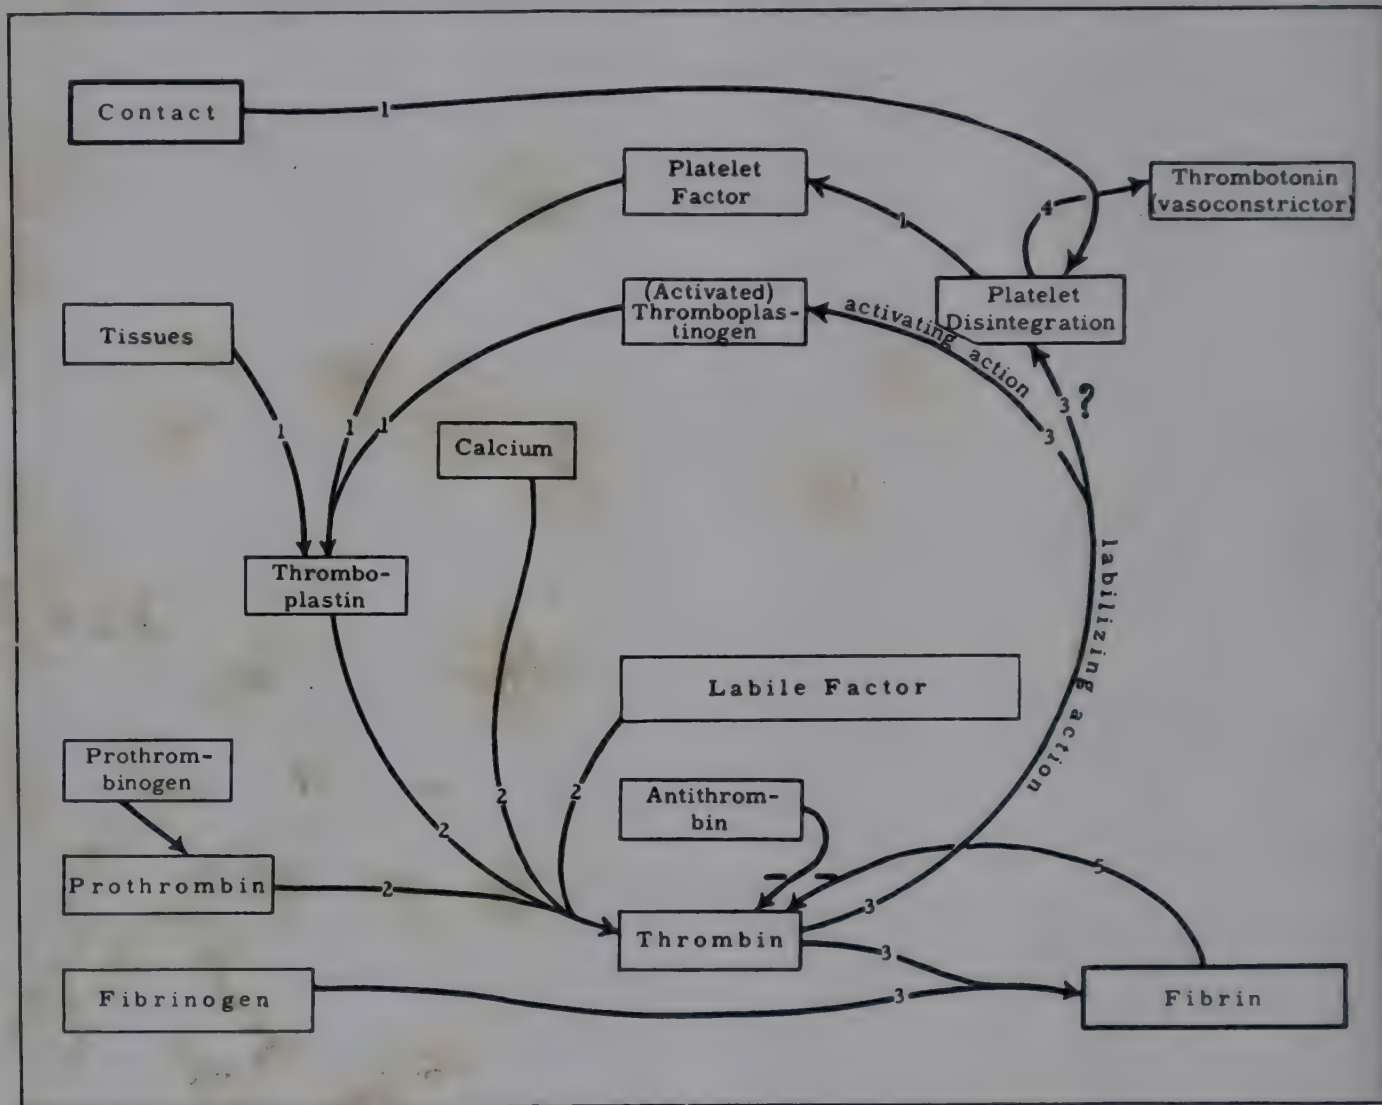 Contact
1
Platelet
Factor
Thrombotonin
(vasoconstrictor)
4
1
Tissues
(Activated)
Thromboplas-
tinogen
activating action
Platelet
Disintegration
3 ?
3
1
1
1
Calcium
labilizing action
Thrombo-
plastin
Labile Factor
Prothrom-
binogen
2
2
2
Antithrom-
bin
Prothrombin
2
5
3
Thrombin
3
Fibrinogen
3
Fibrin